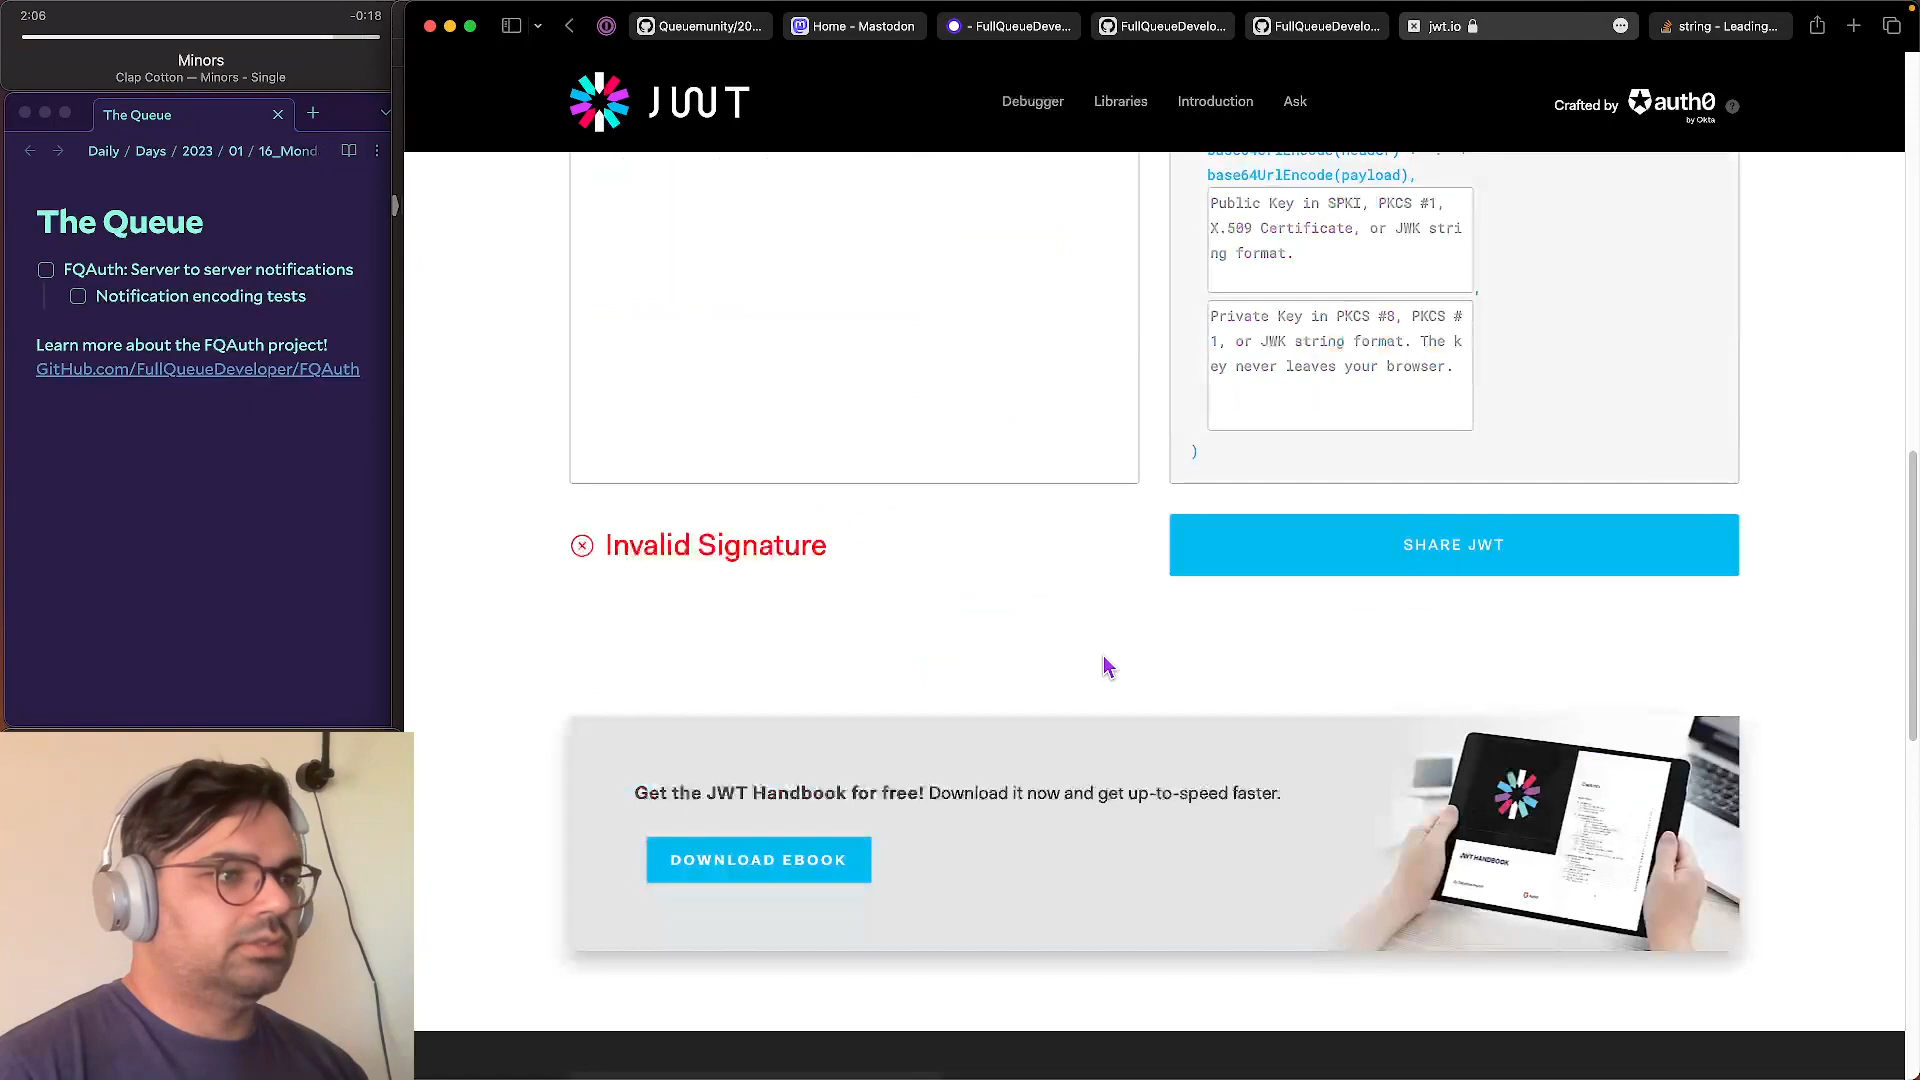 2:06
-0:18
Minors
Clap Cotton — Minors - Single
The Queue
Daily / Days / 2023 / 01 / 16_Mond
The Queue
FQAuth: Server to server notifications
Notification encoding tests
Learn more about the FQAuth project!
GitHub.com/FullQueueDeveloper/FQAuth
Queuemunity/20...
Home - Mastodon
- FullQueueDeve...
FullQueueDevelo...
FullQueueDevelo...
jwt.io
string - Leading...
JWT
Debugger
Libraries
Introduction
Ask
Crafted by
auth0
by Okta
base64UrlEncode(header) + "." +
base64UrlEncode(payload),
Public Key in SPKI, PKCS #1,
X.509 Certificate, or JWK stri
ng format.
,
Private Key in PKCS #8, PKCS #
1, or JWK string format. The k
ey never leaves your browser.
)
Invalid Signature
SHARE JWT
Get the JWT Handbook for free! Download it now and get up-to-speed faster.
DOWNLOAD EBOOK
JWT HANDBOOK